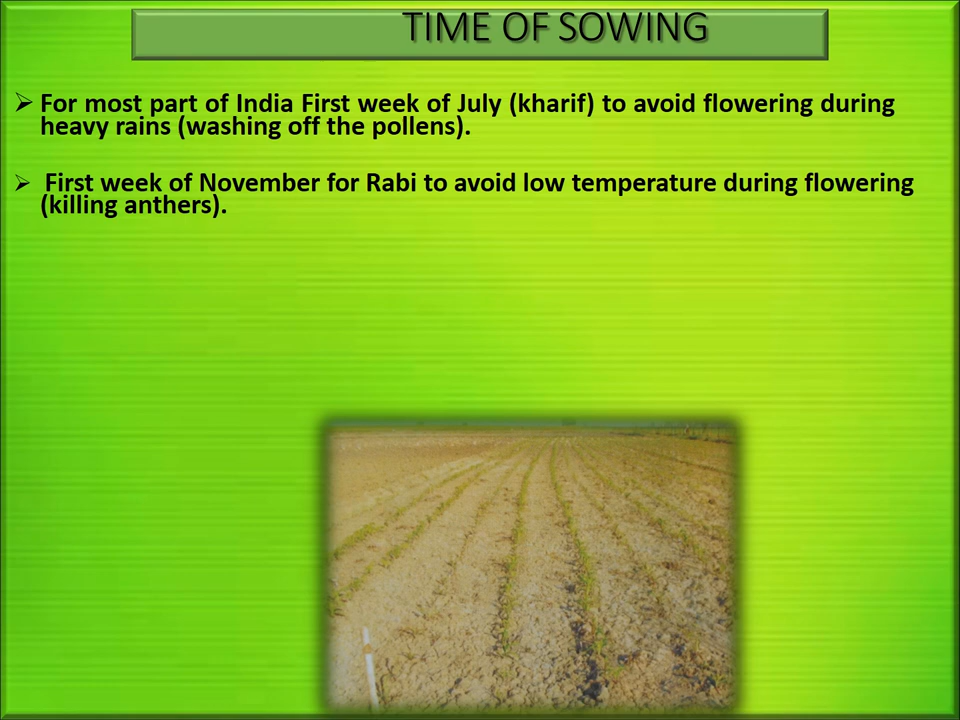 TIME OF SOWING
➢ For most part of India First week of July (kharif) to avoid flowering during
heavy rains (washing off the pollens).
➢ First week of November for Rabi to avoid low temperature during flowering
(killing anthers).